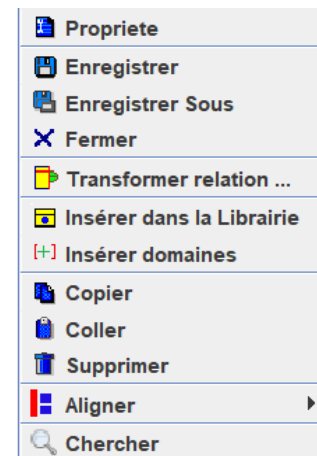 Propriete
Enregistrer
Enregistrer Sous
Fermer
Transformer relation ...
Insérer dans la Librairie
Insérer domaines
Copier
Coller
Supprimer
Aligner
Chercher